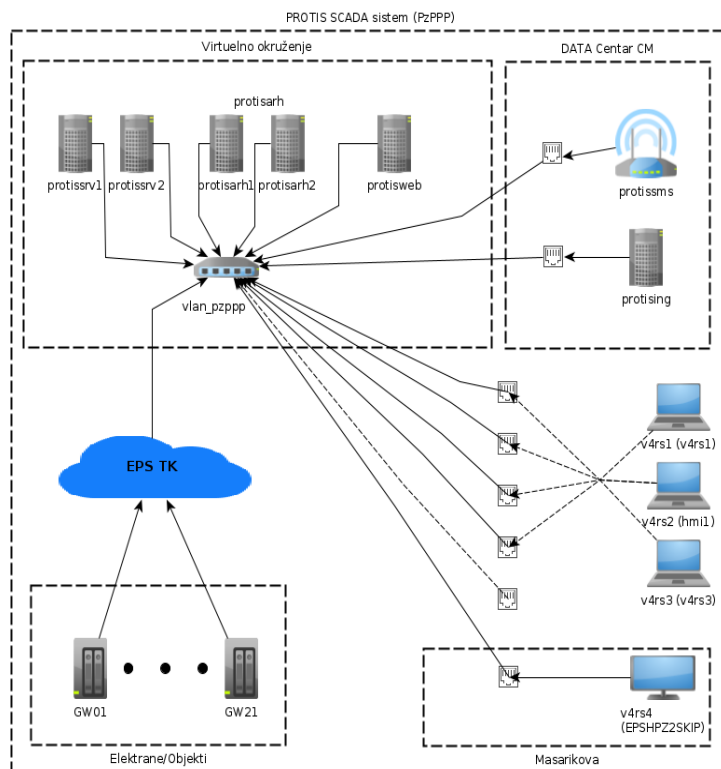 PROTIS SCADA sistem (PzPPP)
Virtuelno okruženje
DATA Centar CM
protisarh
protissrv1
protissrv2
protisarh1
protisarh2
protisweb
protissms
vlan_pzppp
protising
v4rs1 (v4rs1)
EPS TK
v4rs2 (hmi1)
v4rs3 (v4rs3)
GW01
GW21
v4rs4
(EPSHPZ2SKIP)
Elektrane/Objekti
Masarikova